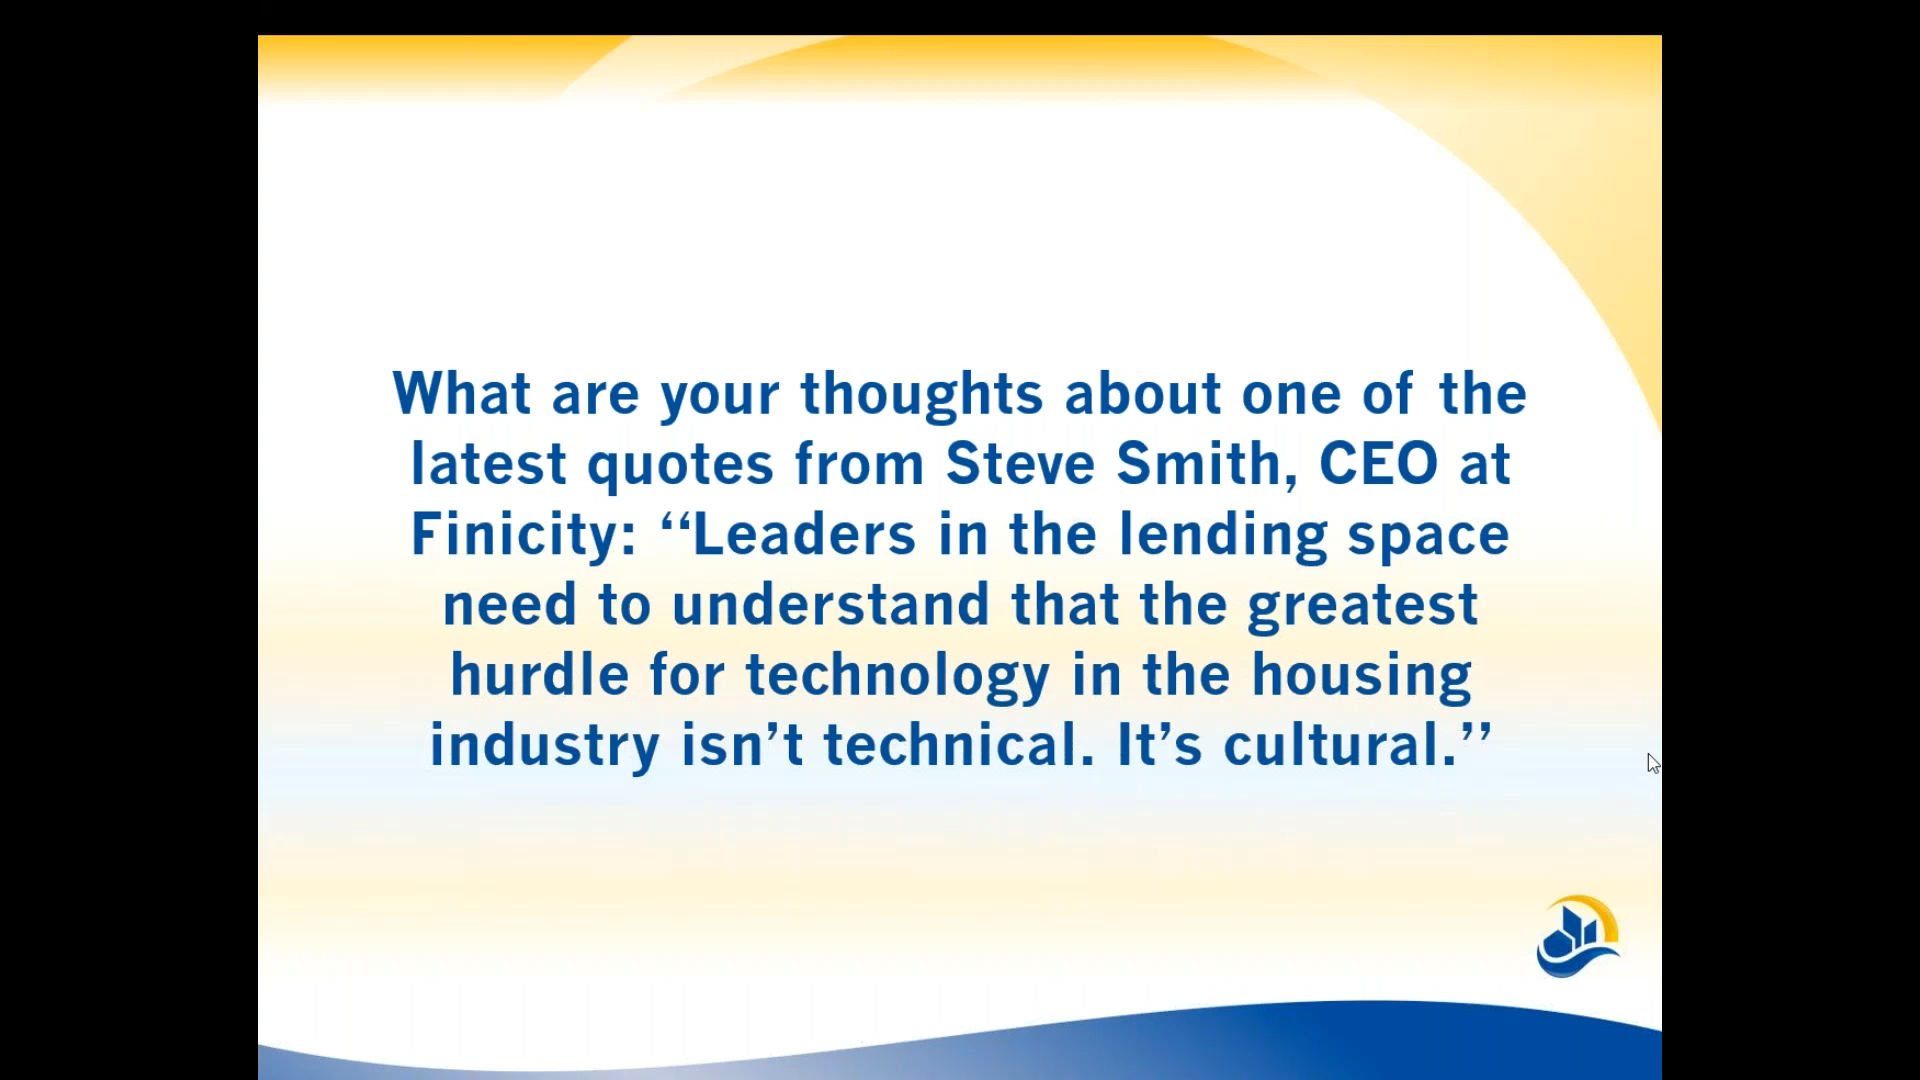 What are your thoughts about one of the
latest quotes from Steve Smith, CEO at
Finicity: “Leaders in the lending space
need to understand that the greatest
hurdle for technology in the housing
industry isn’t technical. It’s cultural.”